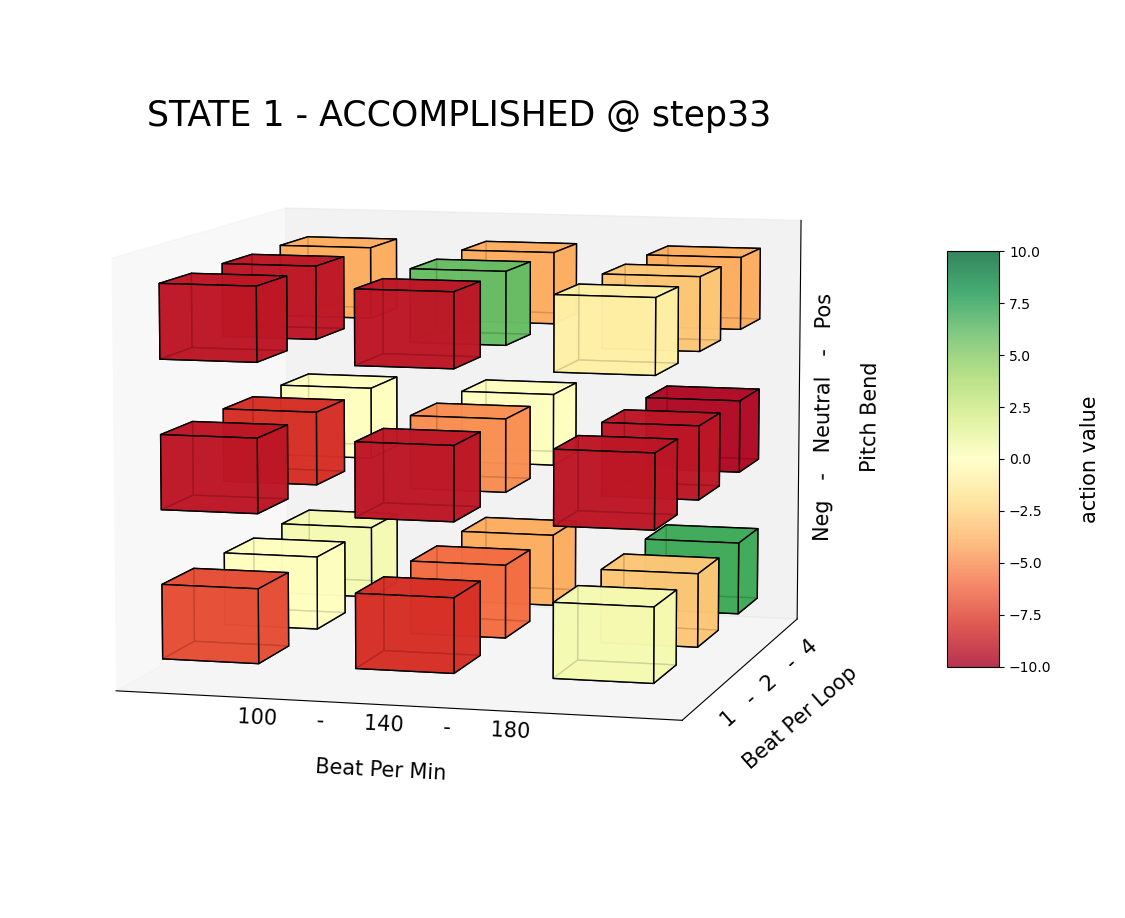 STATE 1 - ACCOMPLISHED @ step33
Neg - Neutral - Pos
Pitch Bend
1 - 2 - 4
Beat Per Loop
100 - 140 - 180
Beat Per Min
10.0
7.5
5.0
2.5
0.0
−2.5
−5.0
−7.5
−10.0
action value